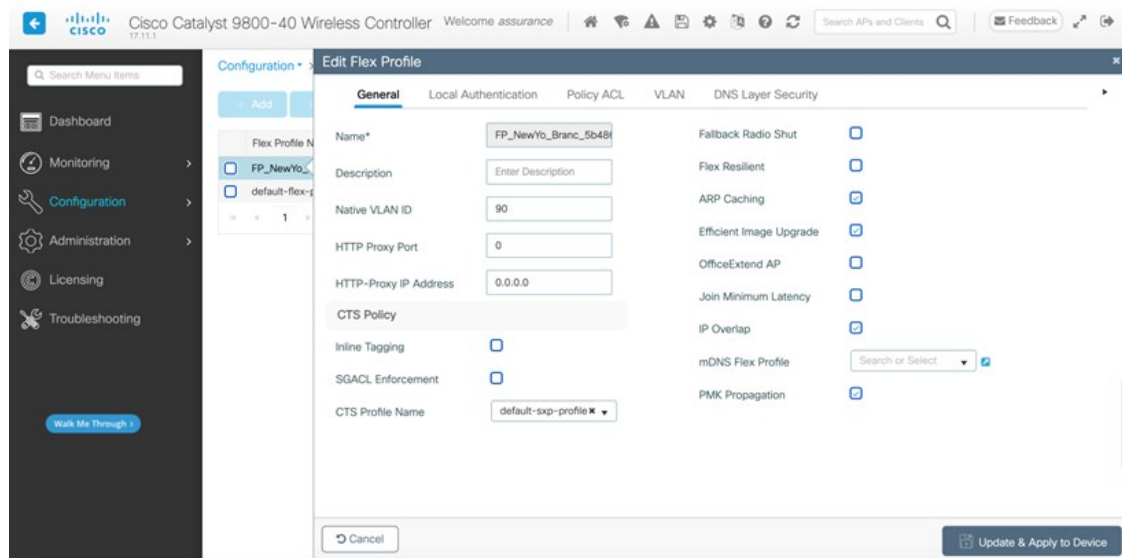 cisco
Cisco Catalyst 9800-40 Wireless Controller
17.11.1
Welcome assurance
Search APs and Clients
Feedback
Search Menu Items
Dashboard
Monitoring
Configuration
Administration
Licensing
Troubleshooting
Walk Me Through >
Configuration
+ Add
Flex Profile N
FP_NewYo_
default-flex-p
1
Edit Flex Profile
General
Local Authentication
Policy ACL
VLAN
DNS Layer Security
Name*
FP_NewYo_Branc_5b486
Description
Enter Description
Native VLAN ID
90
HTTP Proxy Port
0
HTTP-Proxy IP Address
0.0.0.0
CTS Policy
Inline Tagging
SGACL Enforcement
CTS Profile Name
default-sxp-profile
Fallback Radio Shut
Flex Resilient
ARP Caching
Efficient Image Upgrade
OfficeExtend AP
Join Minimum Latency
IP Overlap
mDNS Flex Profile
Search or Select
PMK Propagation
Cancel
Update & Apply to Device